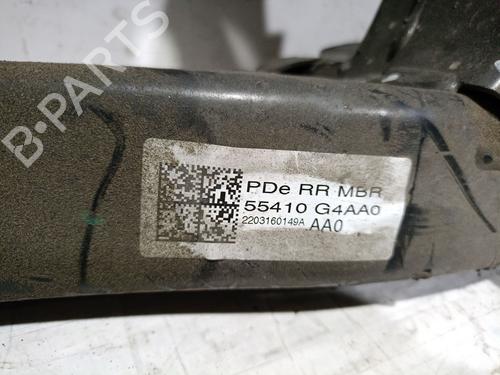 B-PARTS
PDe RR MBR
55410 G4AA0
2203160149A AA0